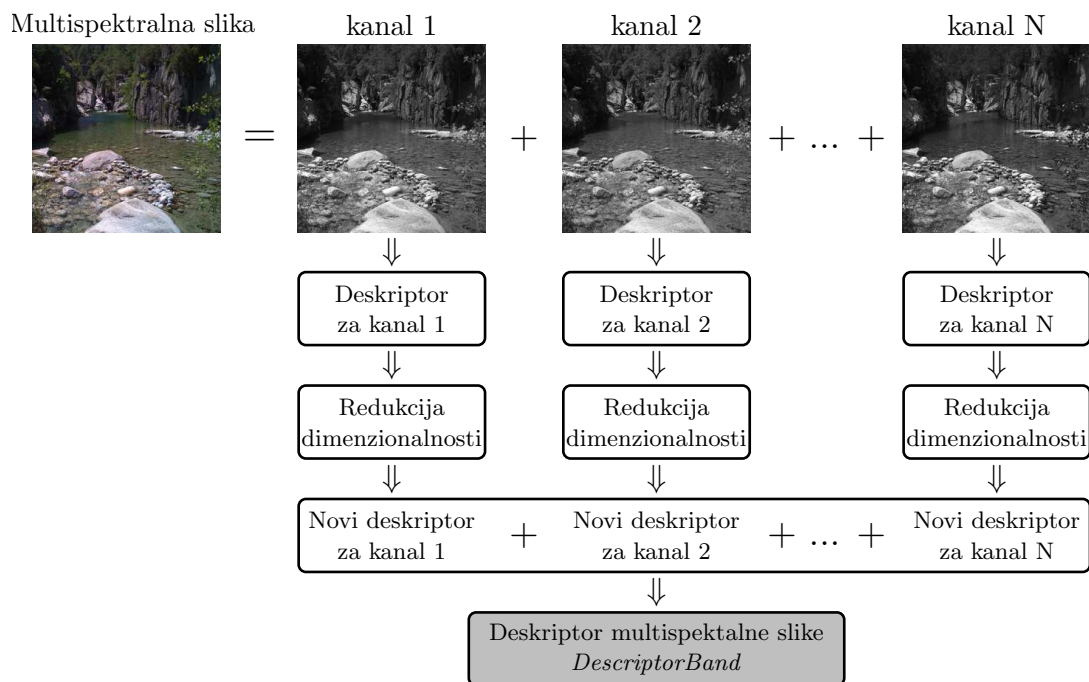 Multispektralna slika
kanal 1
kanal 2
kanal N
= + + ... +
Deskriptor
za kanal 1
Deskriptor
za kanal 2
Deskriptor
za kanal N
Redukcija
dimenzionalnosti
Redukcija
dimenzionalnosti
Redukcija
dimenzionalnosti
Novi deskriptor
za kanal 1
+
Novi deskriptor
za kanal 2
+ ... +
Novi deskriptor
za kanal N
Deskriptor multispektalne slike
DescriptorBand